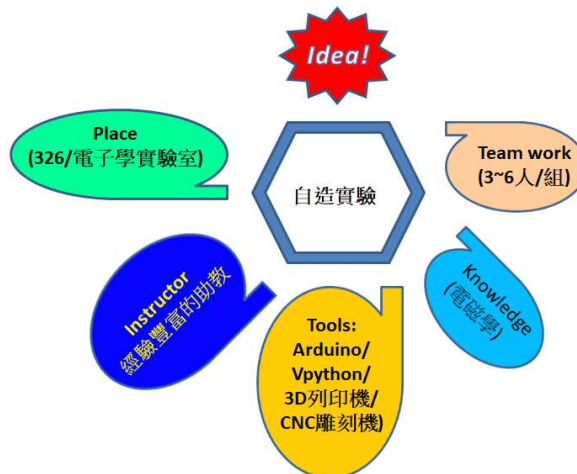 Idea!
Place
(326/電子學實驗室)
Team work
(3~6人/組)
自造實驗
Knowledge
(電磁學)
Instructor
經驗豐富的助教
Tools:
Arduino/
Vpython/
3D列印機/
CNC雕刻機)